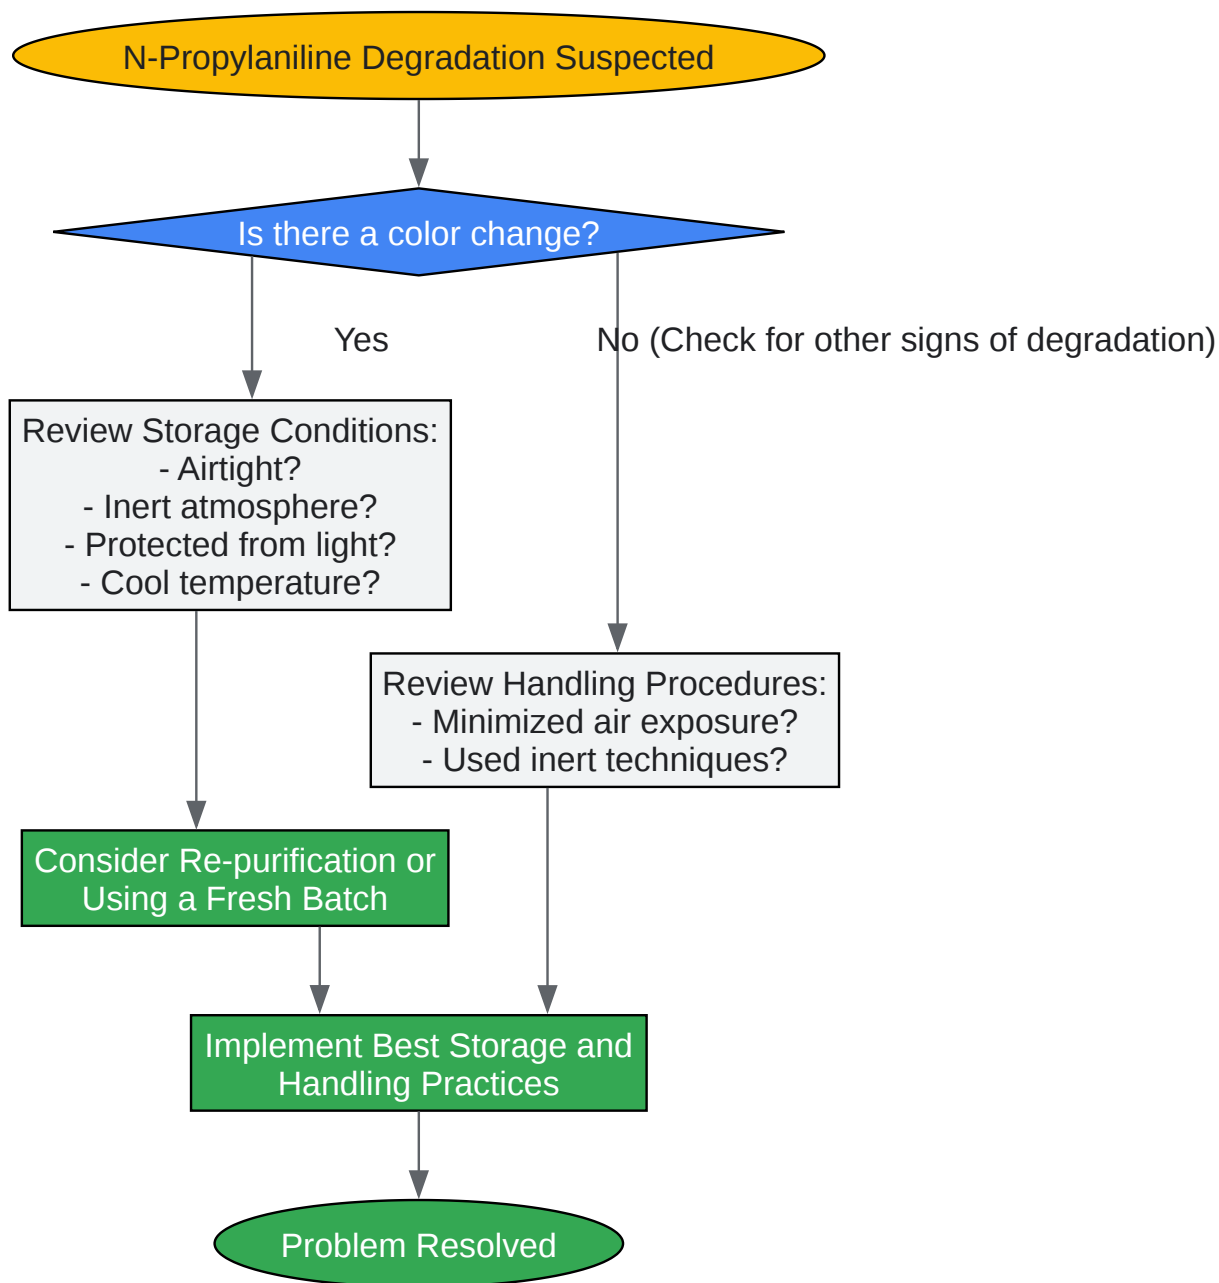 N-Propylaniline Degradation Suspected
Is there a color change?
Yes
No (Check for other signs of degradation)
Review Storage Conditions:
- Airtight?
- Inert atmosphere?
- Protected from light?
- Cool temperature?
Review Handling Procedures:
- Minimized air exposure?
- Used inert techniques?
Consider Re-purification or
Using a Fresh Batch
Implement Best Storage and
Handling Practices
Problem Resolved